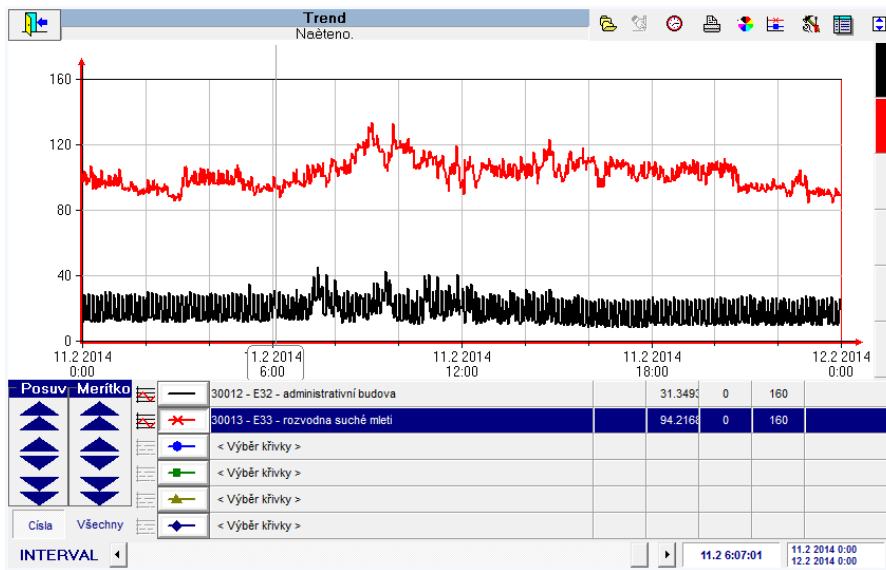 Trend
Naèteno.
160
120
80
40
0
11.2 2014 11.2 2014 11.2 2014 11.2 2014 12.2 2014
0:00 6:00 12:00 18:00 0:00
Posuv Merítko
30012 - E32 - administrativní budova 31.349 0 160
30013 - E33 - rozvodna suché mletí 94.2168 0 160
< Výběr křivky >
< Výběr křivky >
< Výběr křivky >
Císla Všechny < Výběr křivky >
INTERVAL 11.2 6:07:01 11.2 2014 0:00
12.2 2014 0:00